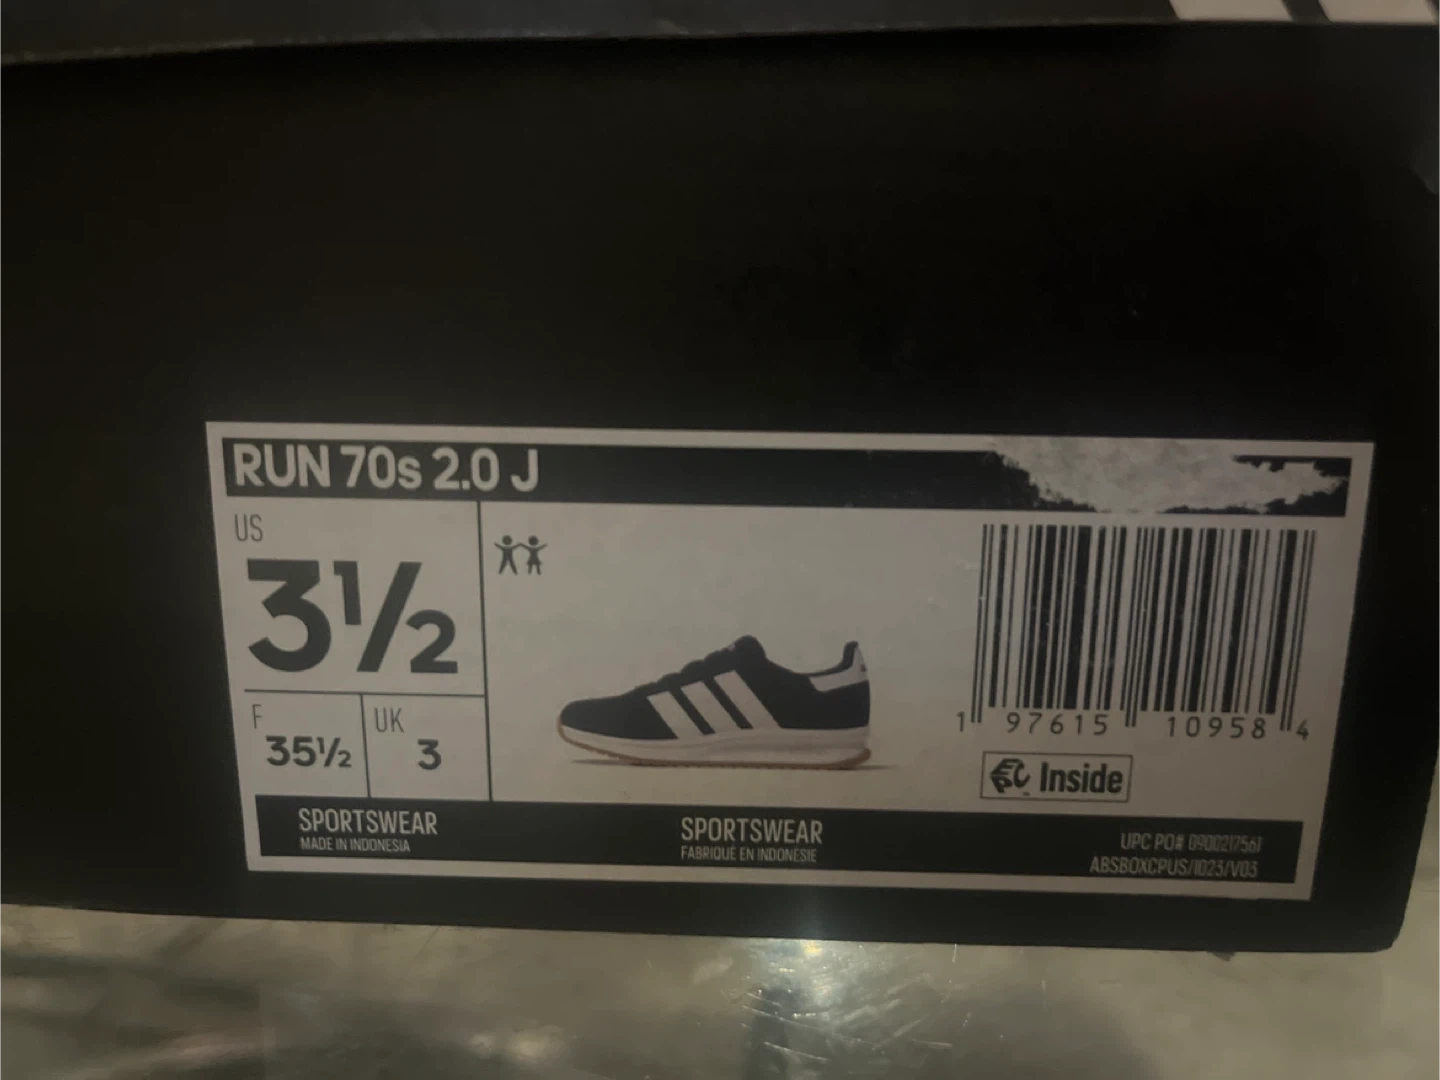 RUN 70s 2.0 J
US
3½
F
35½
UK
3
1 97615 10958 4
Inside
SPORTSWEAR
MADE IN INDONESIA
SPORTSWEAR
FABRIQUÉ EN INDONÉSIE
UPC PO# 0900217561
ABSBOXCPUS/1023/V03